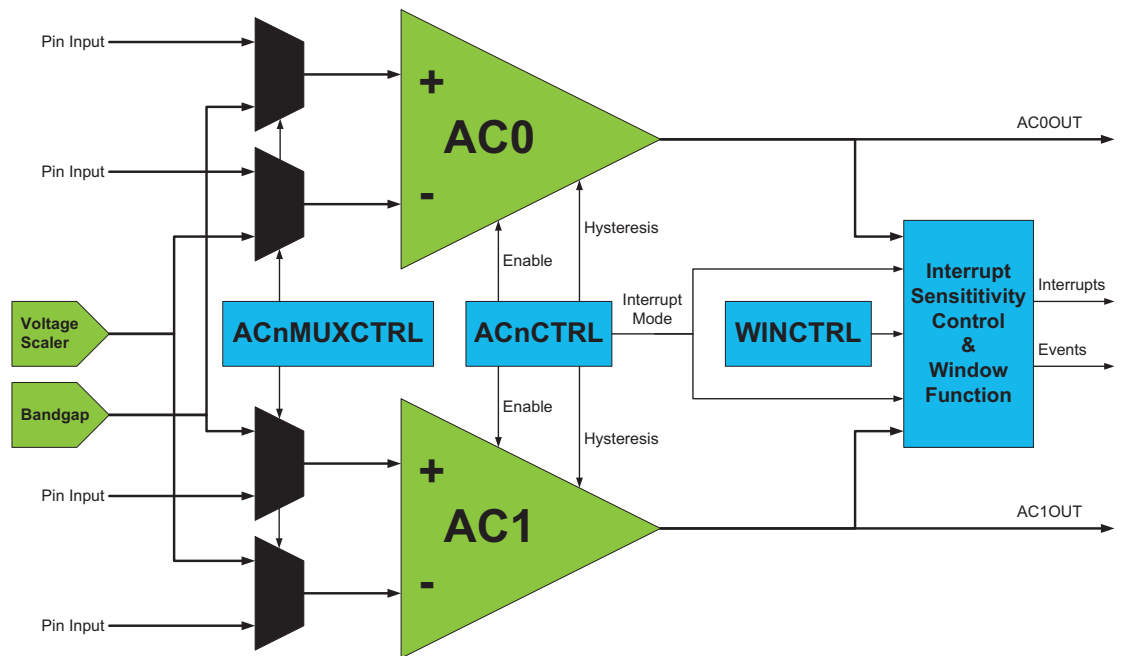 Pin Input
+
AC0
-
AC0OUT
Pin Input
Hysteresis
Enable
Voltage
Scaler
ACnMUXCTRL
ACnCTRL
Interrupt
Mode
WINCTRL
Interrupt
Sensititivity
Control
&
Window
Function
Interrupts
Events
Bandgap
Enable
Hysteresis
+
AC1
-
Pin Input
AC1OUT
Pin Input